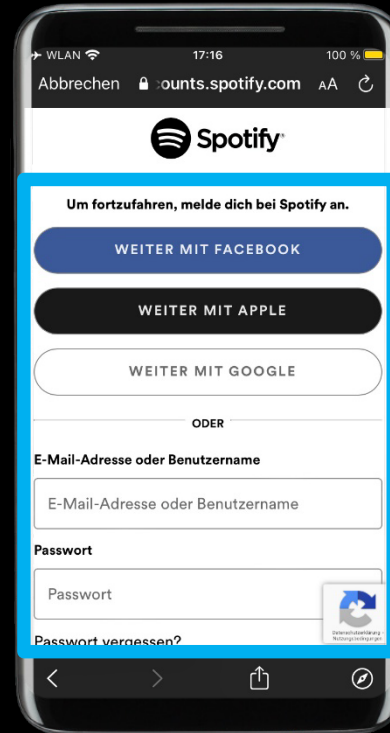 WLAN 17:16 100 %
Abbrechen ounts.spotify.com AA
Spotify
Um fortzufahren, melde dich bei Spotify an.
WEITER MIT FACEBOOK
WEITER MIT APPLE
WEITER MIT GOOGLE
ODER
E-Mail-Adresse oder Benutzername
E-Mail-Adresse oder Benutzername
Passwort
Passwort
Datenschutzerklärung -
Nutzungsbedingungen
Passwort vergessen?